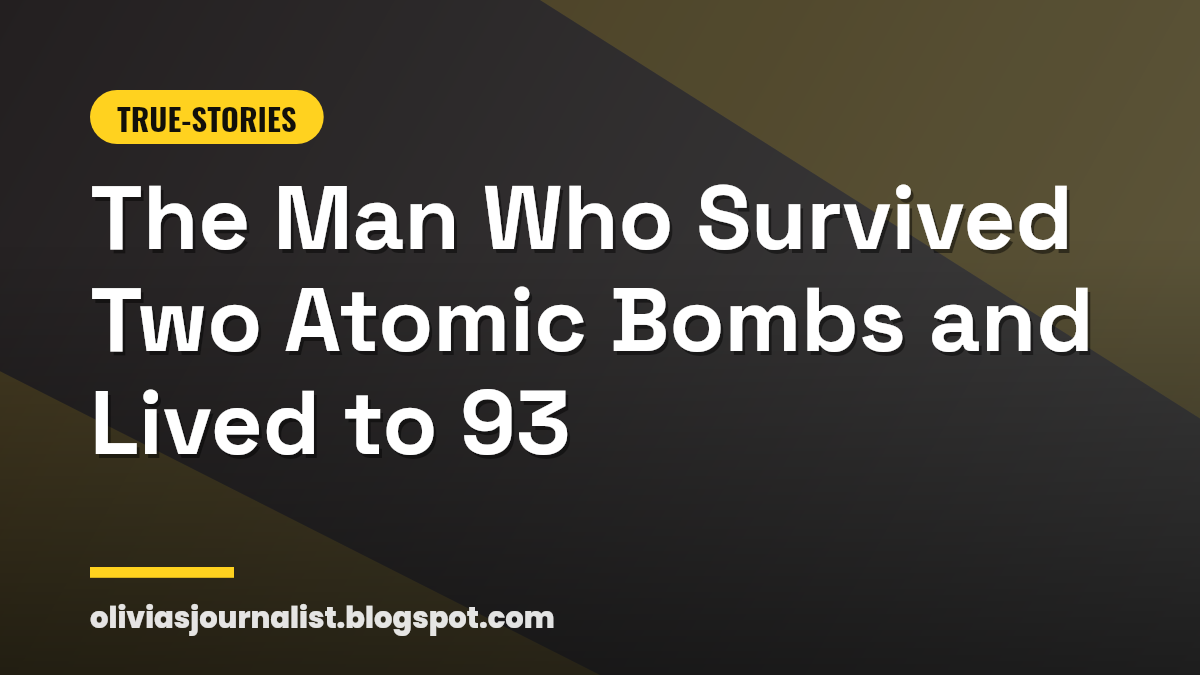 TRUE-STORIES
The Man Who Survived
Two Atomic Bombs and
Lived to 93
oliviasjournalist.blogspot.com